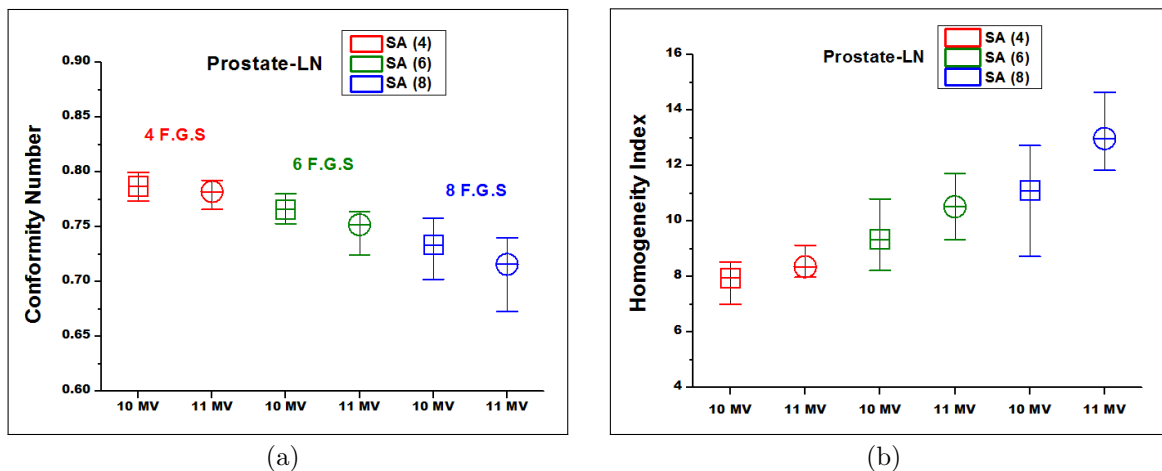 SA (4)
SA (6)
SA (8)
Prostate-LN
4 F.G.S
6 F.G.S
8 F.G.S
Conformity Number
0.90
0.85
0.80
0.75
0.70
0.65
0.60
10 MV 11 MV 10 MV 11 MV 10 MV 11 MV
(a)
SA (4)
SA (6)
SA (8)
Prostate-LN
Homogeneity Index
16
14
12
10
8
6
4
10 MV 11 MV 10 MV 11 MV 10 MV 11 MV
(b)